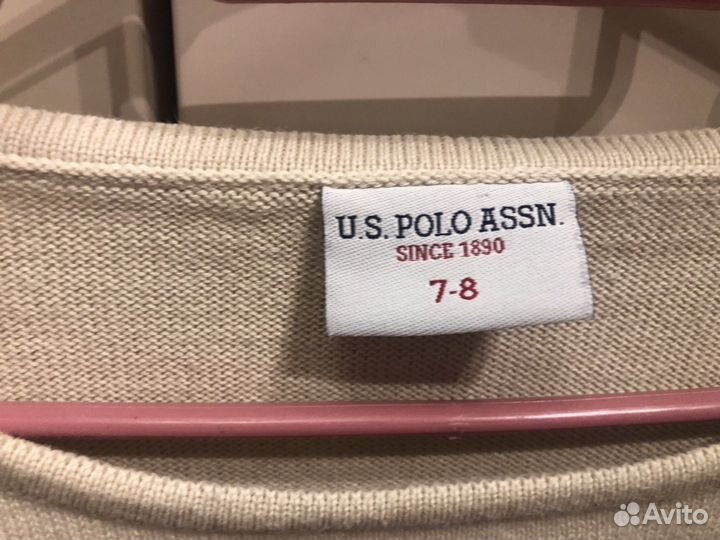 U.S. POLO ASSN.
SINCE 1890
7-8
Avito